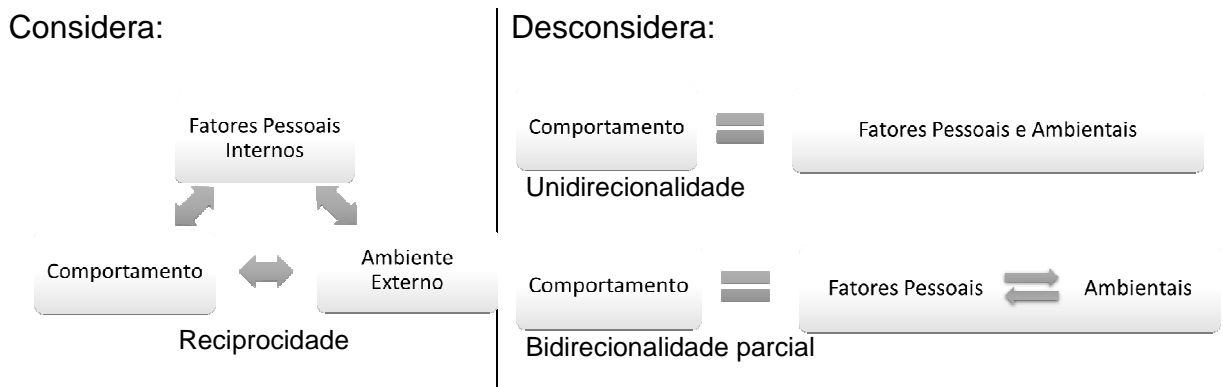 Considera:
Fatores Pessoais
Internos
Comportamento
Ambiente
Externo
Reciprocidade
Desconsidera:
Comportamento
Fatores Pessoais e Ambientais
Unidirecionalidade
Comportamento
Fatores Pessoais
Ambientais
Bidirecionalidade parcial